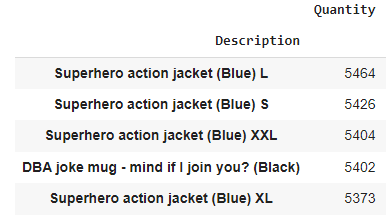 Quantity
Description
Superhero action jacket (Blue) L 5464
Superhero action jacket (Blue) S 5426
Superhero action jacket (Blue) XXL 5404
DBA joke mug - mind if I join you? (Black) 5402
Superhero action jacket (Blue) XL 5373